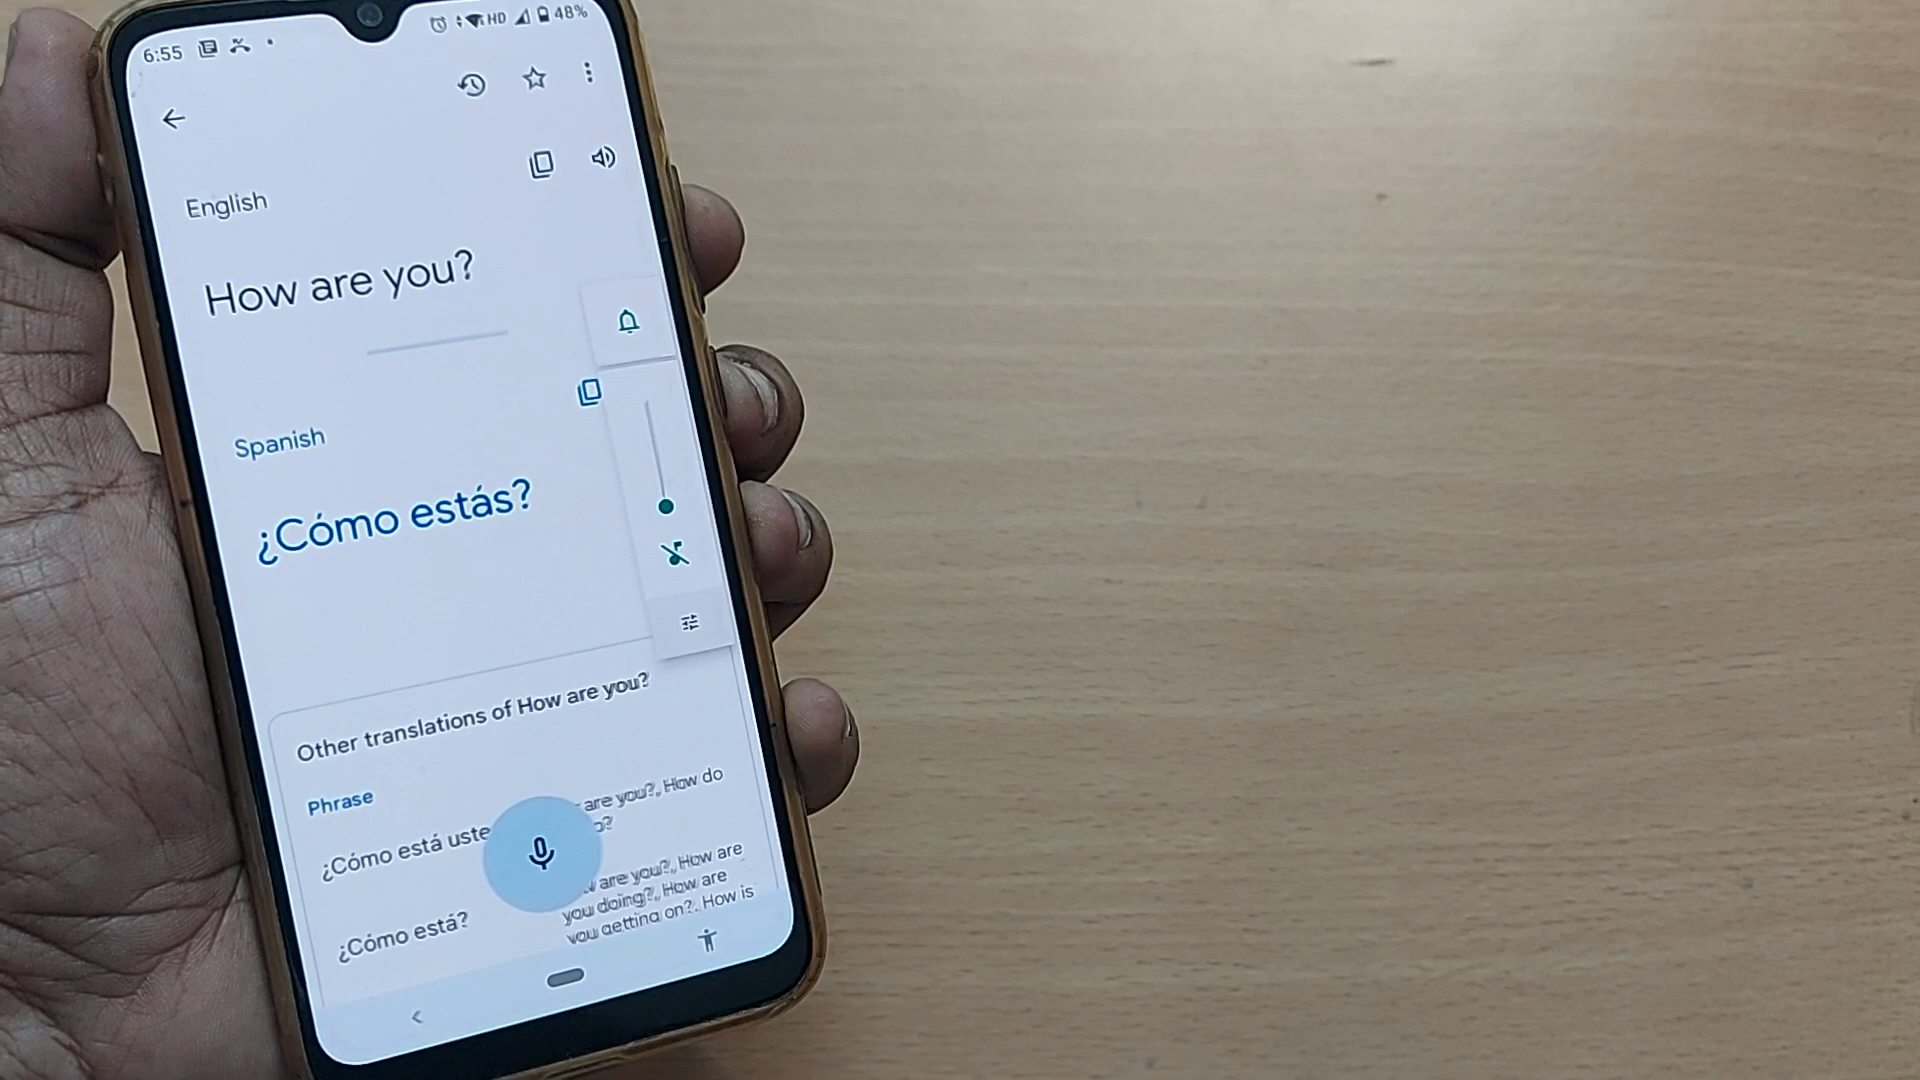 6:55 HD 48%
English
How are you?
Spanish
¿Cómo estás?
Other translations of How are you?
Phrase
¿Cómo está uste
are you?, How do
o?
¿Cómo está?
are you?, How are
you doing?, How are
you getting on?, How is